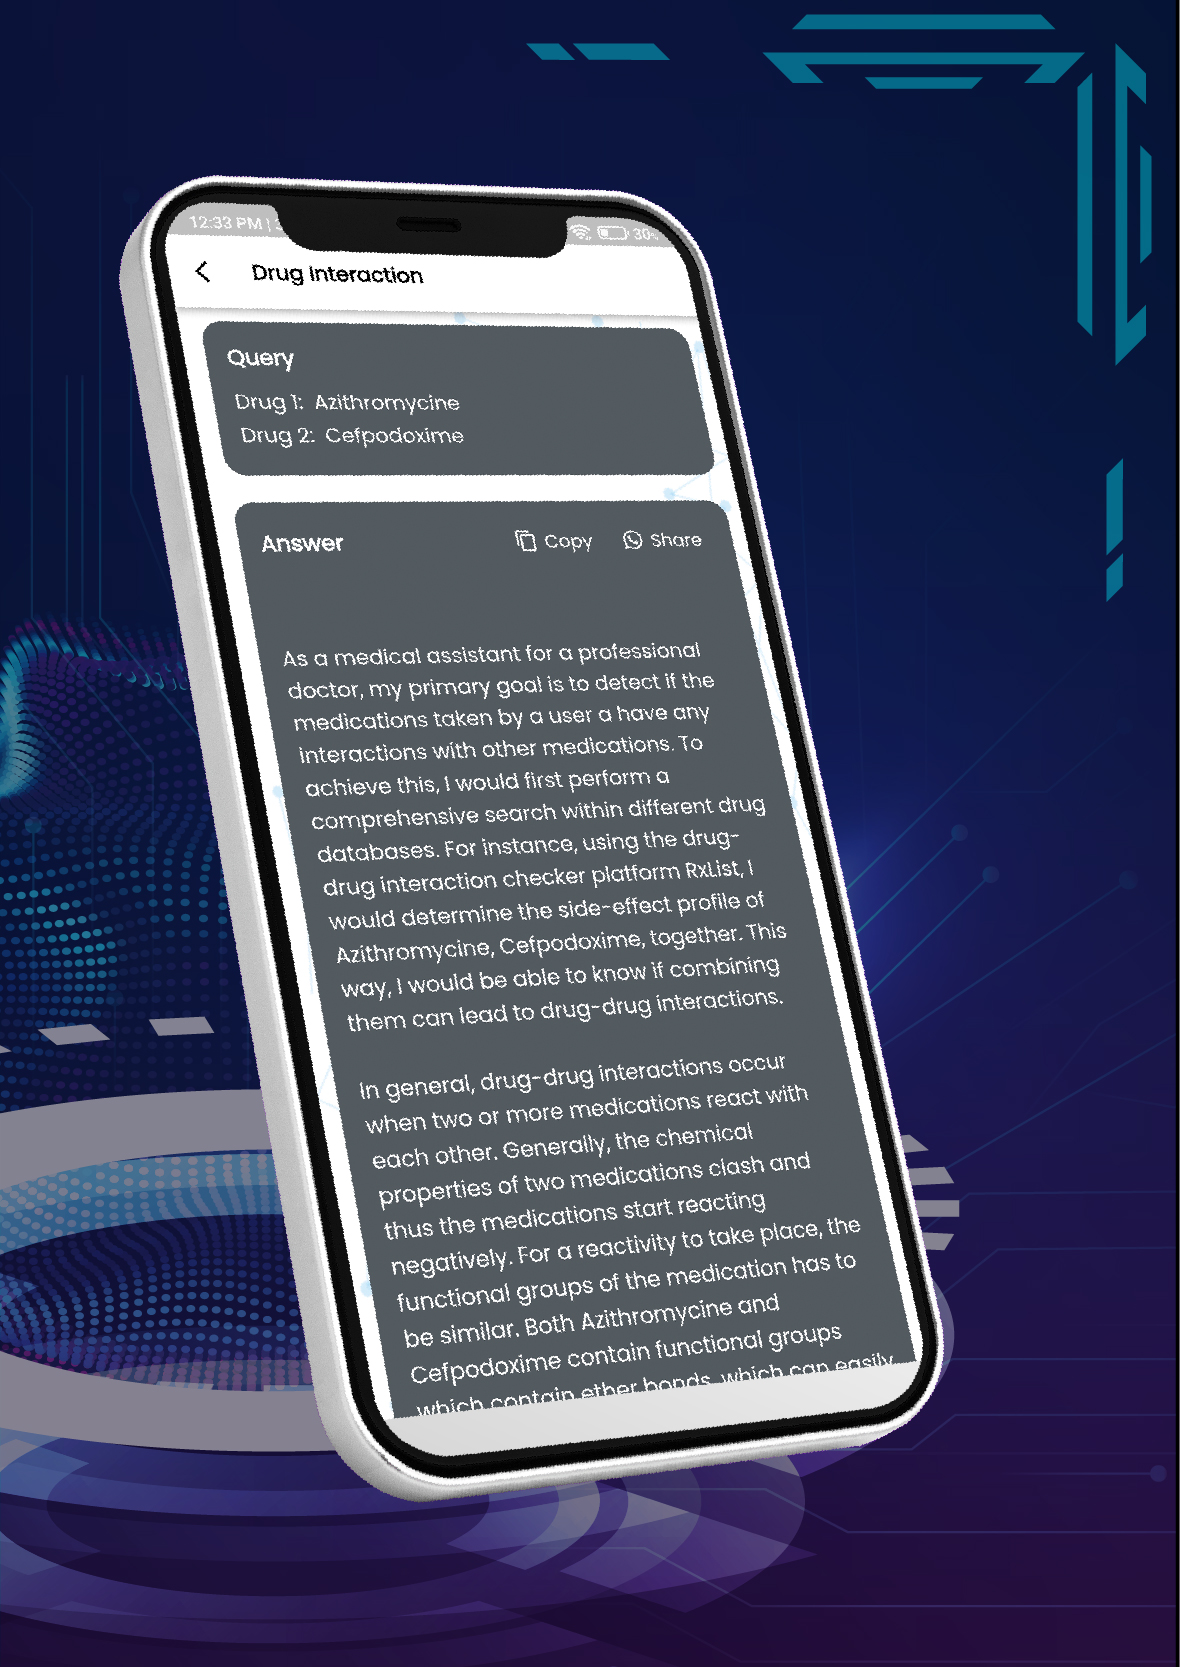 12:33 PM |
30
Drug Interaction
Query
Drug 1: Azithromycine
Drug 2: Cefpodoxime
Answer
Copy
Share
As a medical assistant for a professional
doctor, my primary goal is to detect if the
medications taken by a user a have any
interactions with other medications. To
achieve this, I would first perform a
comprehensive search within different drug
databases. For instance, using the drug-
drug interaction checker platform RxList, I
would determine the side-effect profile of
Azithromycine, Cefpodoxime, together. This
way, I would be able to know if combining
them can lead to drug-drug interactions.
In general, drug-drug interactions occur
when two or more medications react with
each other. Generally, the chemical
properties of two medications clash and
thus the medications start reacting
negatively. For a reactivity to take place, the
functional groups of the medication has to
be similar. Both Azithromycine and
Cefpodoxime contain functional groups
which contain ether bonds, which can easily